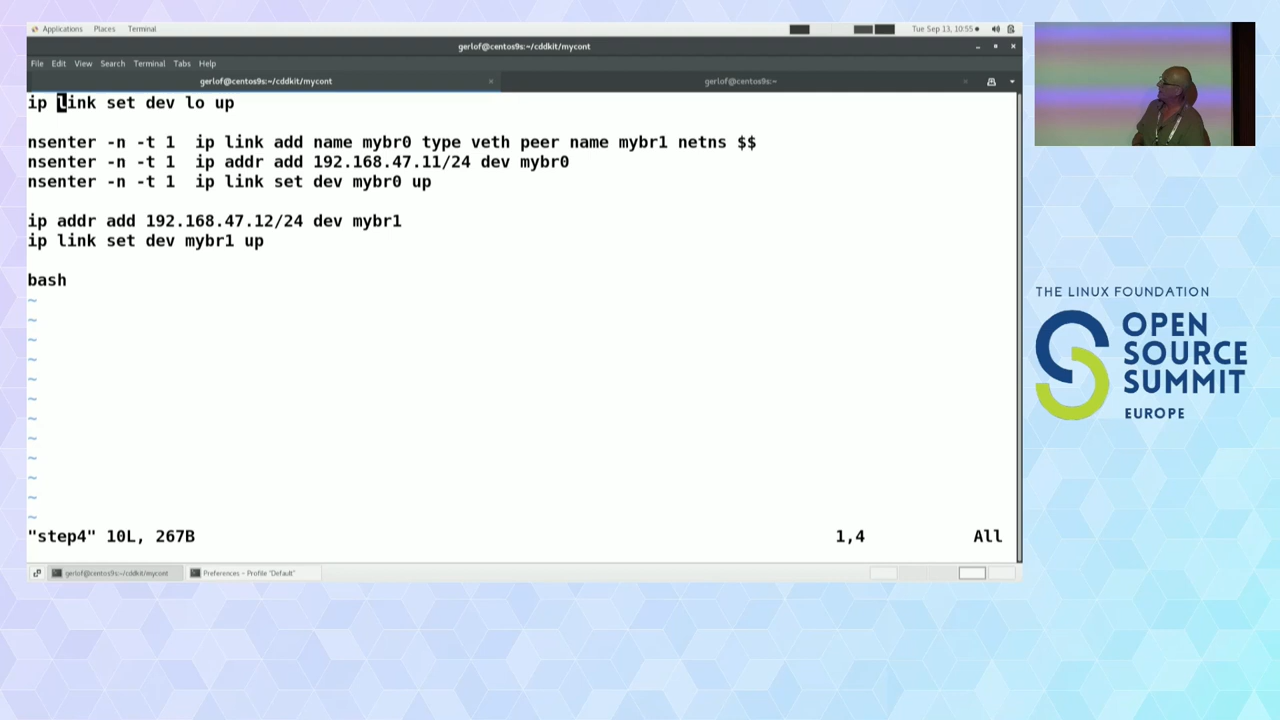 Applications Places Terminal
Tue Sep 13, 10:55
gerlof@centos9s:~/cddkit/mycont
File Edit View Search Terminal Tabs Help
gerlof@centos9s:~/cddkit/mycont
gerlof@centos9s:~
ip link set dev lo up
nsenter -n -t 1  ip link add name mybr0 type veth peer name mybr1 netns $$
nsenter -n -t 1  ip addr add 192.168.47.11/24 dev mybr0
nsenter -n -t 1  ip link set dev mybr0 up
ip addr add 192.168.47.12/24 dev mybr1
ip link set dev mybr1 up
bash
~
~
~
~
~
~
~
~
~
~
~
~
"step4" 10L, 267B
1,4
All
gerlof@centos9s:~/cddkit/mycont
Preferences - Profile "Default"
THE LINUX FOUNDATION
OPEN
SOURCE
SUMMIT
EUROPE